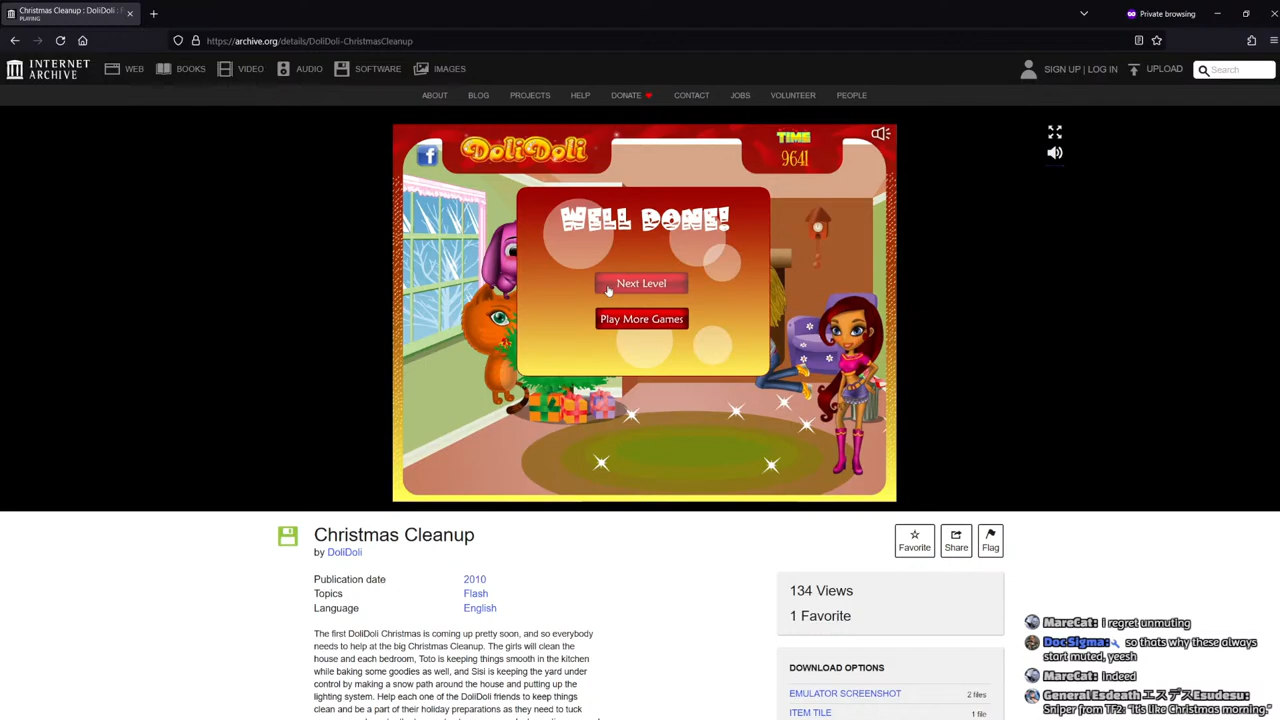 Christmas Cleanup : DoliDoli : F
PLAYING
Private browsing
https://archive.org/details/DoliDoli-ChristmasCleanup
INTERNET ARCHIVE
WEB BOOKS VIDEO AUDIO SOFTWARE IMAGES
SIGN UP | LOG IN UPLOAD Search
ABOUT BLOG PROJECTS HELP DONATE CONTACT JOBS VOLUNTEER PEOPLE
f DoliDoli TIME
9641
WELL DONE!
Next Level
Play More Games
Christmas Cleanup
by DoliDoli
Favorite Share Flag
Publication date 2010
Topics Flash
Language English
The first DoliDoli Christmas is coming up pretty soon, and so everybody
needs to help at the big Christmas Cleanup. The girls will clean the
house and each bedroom, Toto is keeping things smooth in the kitchen
while baking some goodies as well, and Sisi is keeping the yard under
control by making a snow path around the house and putting up the
lighting system. Help each one of the DoliDoli friends to keep things
clean and be a part of their holiday preparations as they need to tuck
134 Views
1 Favorite
DOWNLOAD OPTIONS
EMULATOR SCREENSHOT 2 files
ITEM TILE 1 file
MareCat: i regret unmuting
DocSigma: so thats why these always
start muted, yeesh
MareCat: indeed
General Esdeath エスデスEsudesu:
Sniper from TF2: "It's like Christmas morning."